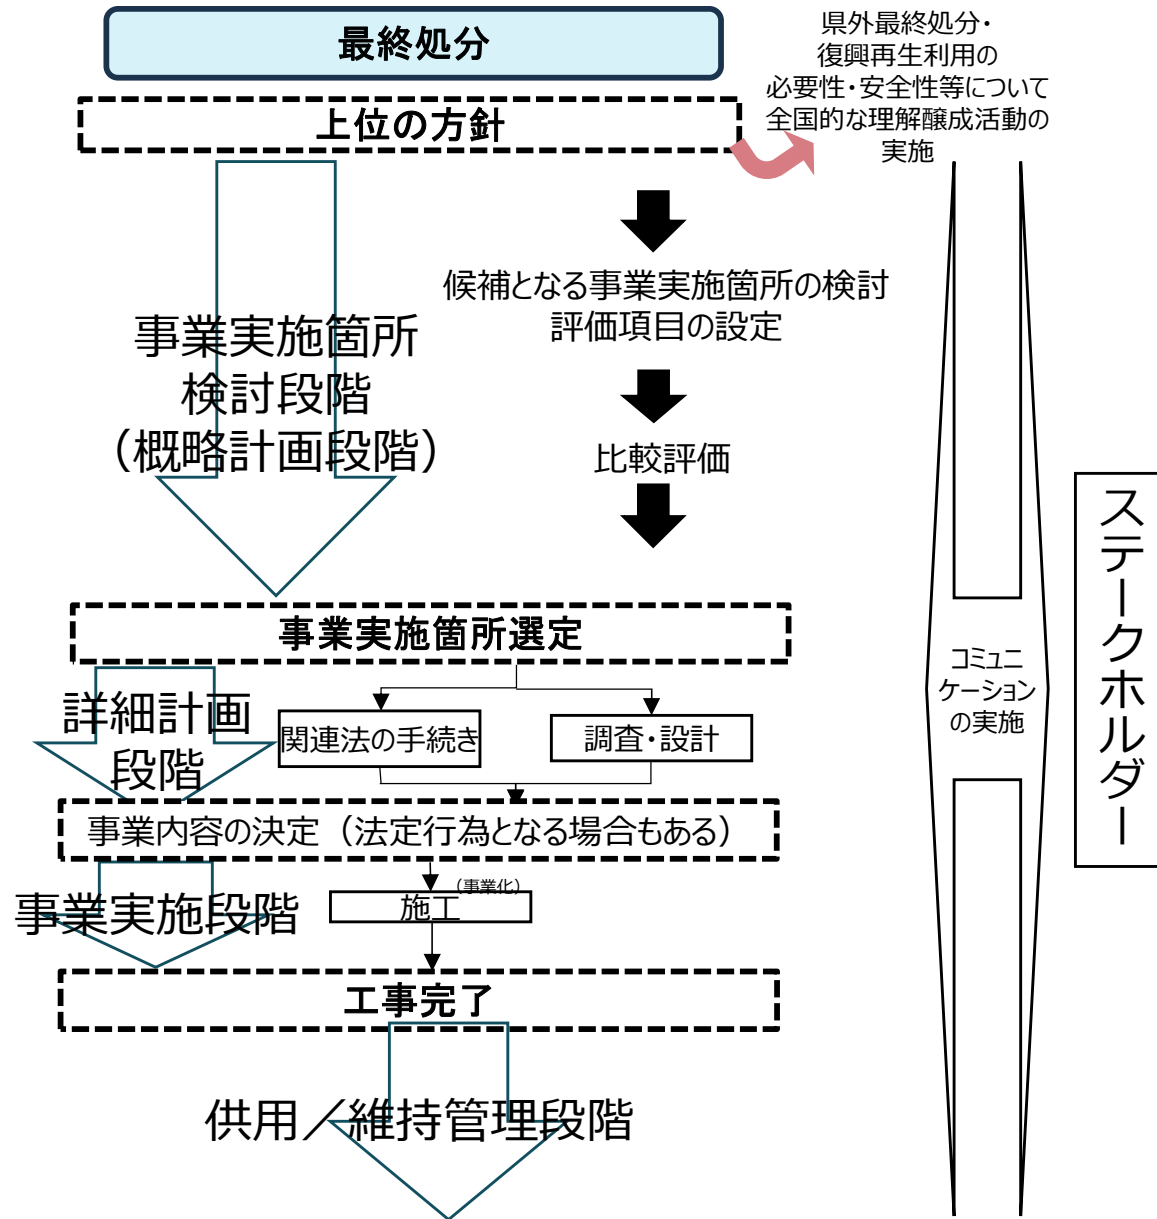 最終処分
県外最終処分・
復興再生利用の
必要性・安全性等について
全国的な理解醸成活動の
実施
上位の方針
候補となる事業実施箇所の検討
評価項目の設定
事業実施箇所
検討段階
（概略計画段階）
比較評価
ステークホルダー
事業実施箇所選定
コミュニ
ケーション
の実施
詳細計画
段階
関連法の手続き
調査・設計
事業内容の決定（法定行為となる場合もある）
（事業化）
事業実施段階
施工
工事完了
供用／維持管理段階